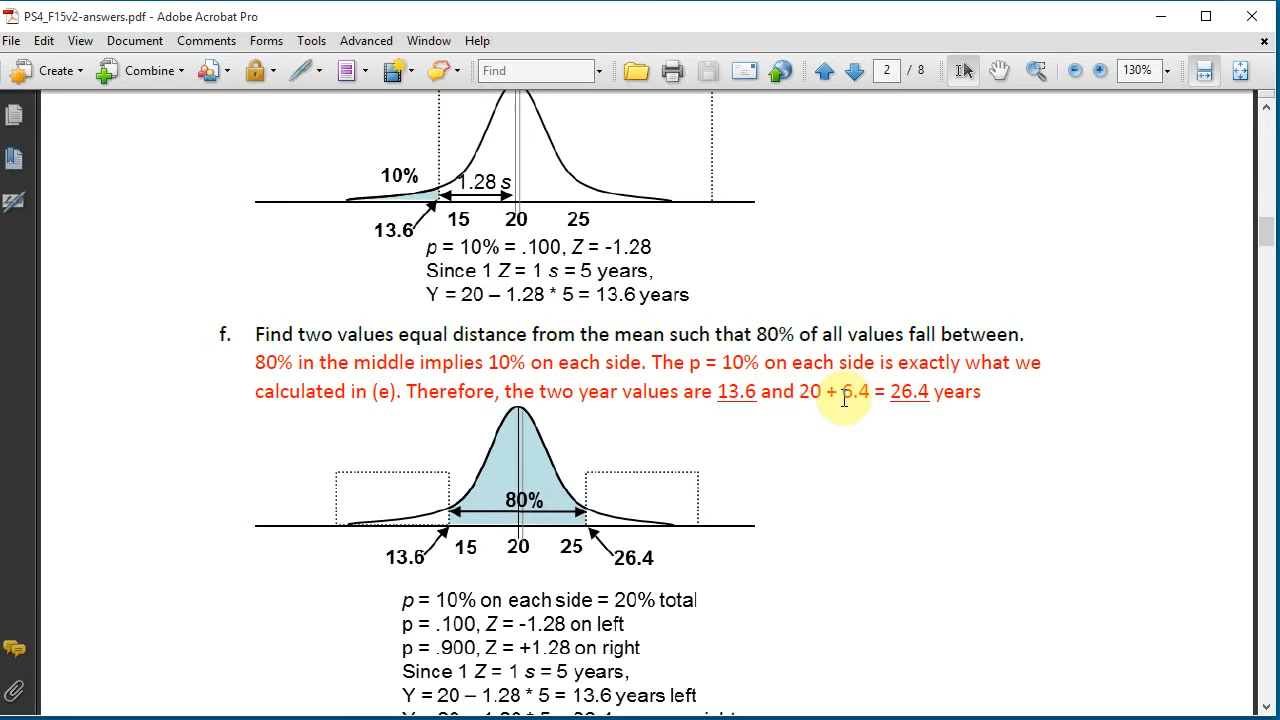 PS4_F15v2-answers.pdf - Adobe Acrobat Pro
File Edit View Document Comments Forms Tools Advanced Window Help
Create Combine Find 2 / 8 130%
10%
1.28 s
15 20 25
13.6
p = 10% = .100, Z = -1.28
Since 1 Z = 1 s = 5 years,
Y = 20 – 1.28 * 5 = 13.6 years
f. Find two values equal distance from the mean such that 80% of all values fall between.
80% in the middle implies 10% on each side. The p = 10% on each side is exactly what we
calculated in (e). Therefore, the two year values are 13.6 and 20 + 6.4 = 26.4 years
80%
13.6 15 20 25 26.4
p = 10% on each side = 20% total
p = .100, Z = -1.28 on left
p = .900, Z = +1.28 on right
Since 1 Z = 1 s = 5 years,
Y = 20 – 1.28 * 5 = 13.6 years left